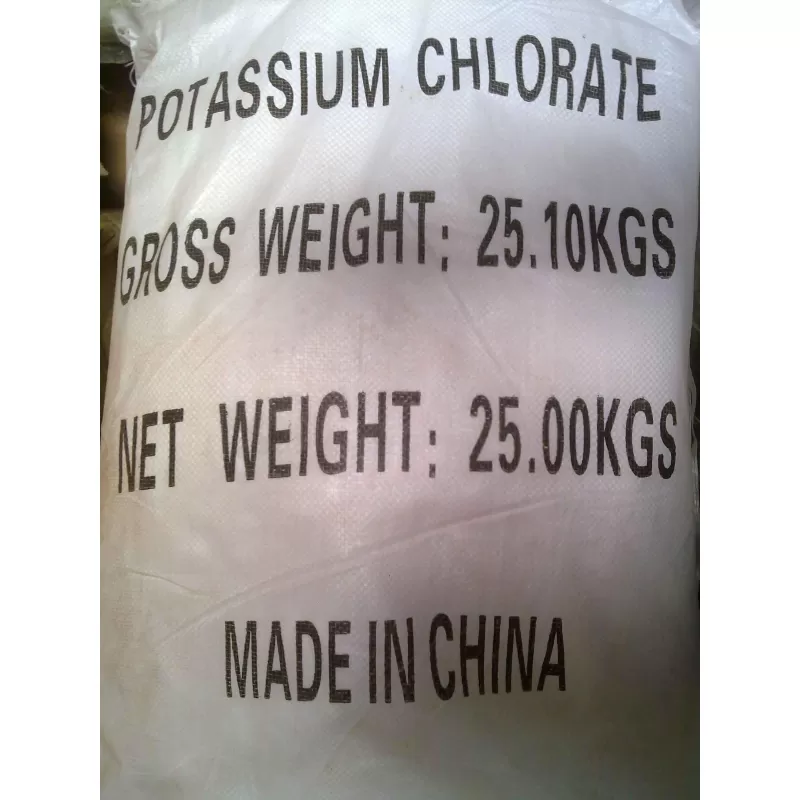 POTASSIUM CHLORATE
GROSS WEIGHT: 25.10KGS
NET WEIGHT: 25.00KGS
MADE IN CHINA